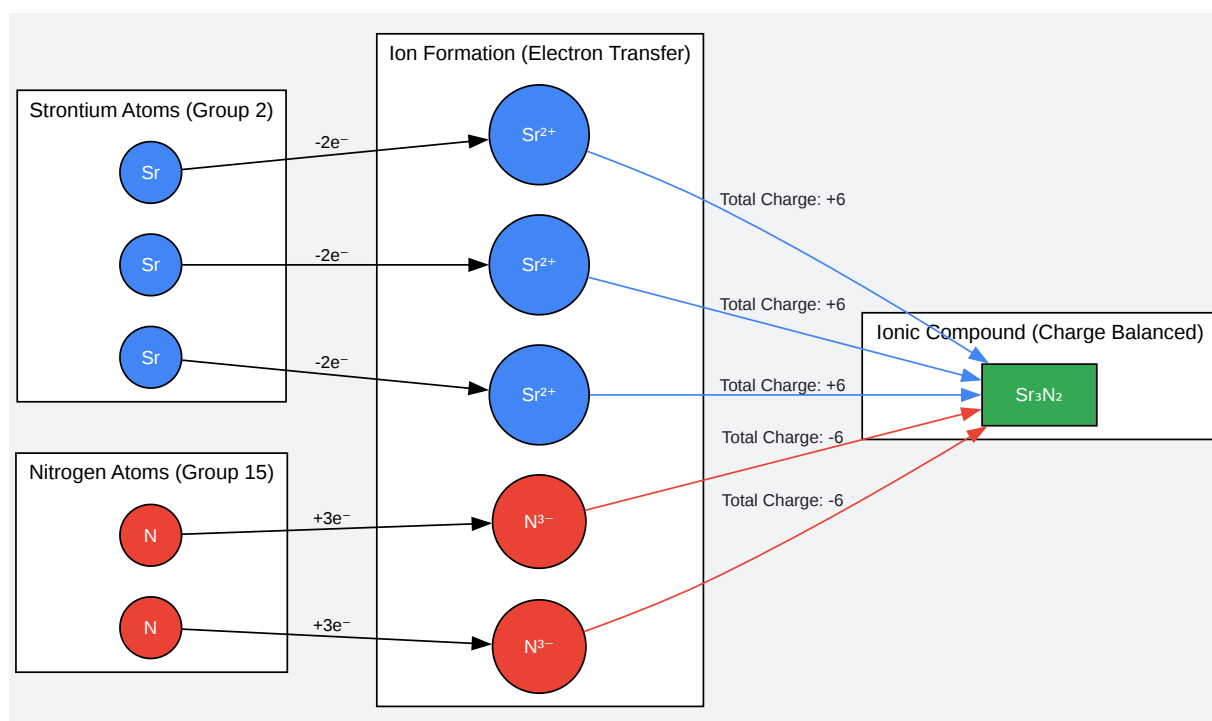 Ion Formation (Electron Transfer)
Strontium Atoms (Group 2)
Sr
-2e⁻
Sr²⁺
Sr
-2e⁻
Sr²⁺
Sr
-2e⁻
Sr²⁺
Total Charge: +6
Total Charge: +6
Total Charge: +6
Total Charge: -6
Total Charge: -6
Ionic Compound (Charge Balanced)
Sr₃N₂
Nitrogen Atoms (Group 15)
N
+3e⁻
N³⁻
N
+3e⁻
N³⁻